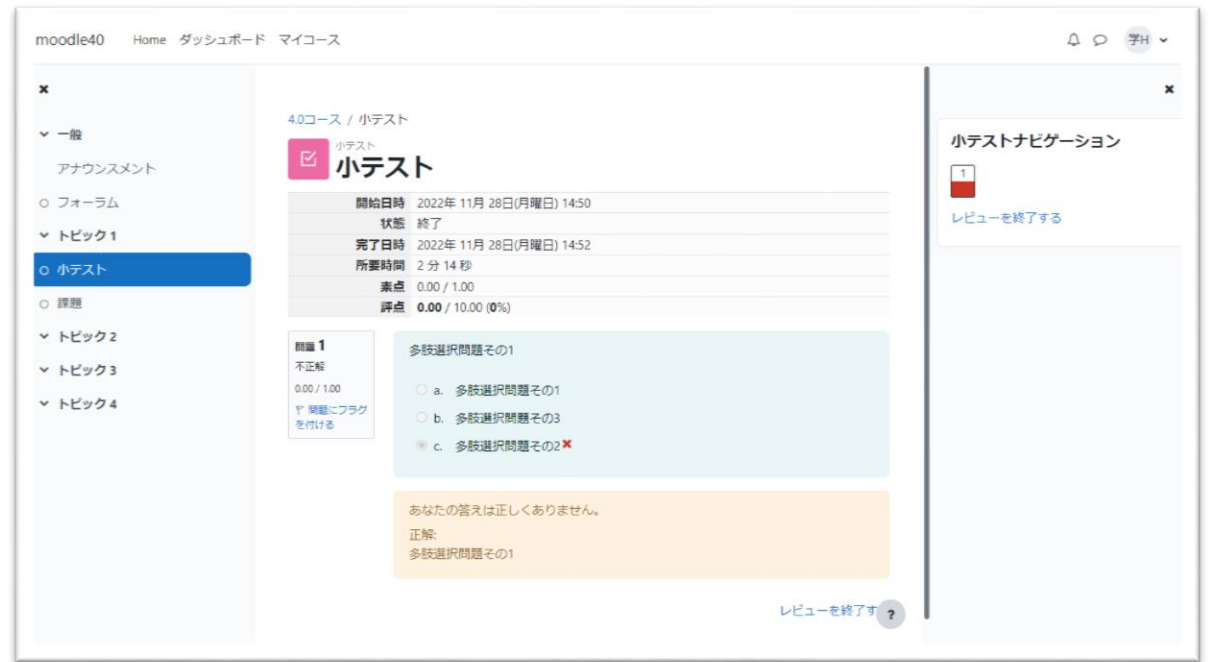 moodle40 Home ダッシュボード マイコース 学H
一般
アナウンスメント
フォーラム
トピック1
小テスト
課題
トピック2
トピック3
トピック4
4.0コース / 小テスト
小テスト
小テスト
開始日時 2022年 11月 28日(月曜日) 14:50
状態 終了
完了日時 2022年 11月 28日(月曜日) 14:52
所要時間 2 分 14 秒
素点 0.00 / 1.00
評点 0.00 / 10.00 (0%)
問題 1
不正解
0.00 / 1.00
問題にフラグ
を付ける
多肢選択問題その1
a. 多肢選択問題その1
b. 多肢選択問題その3
c. 多肢選択問題その2
あなたの答えは正しくありません。
正解:
多肢選択問題その1
レビューを終了す
?
小テストナビゲーション
1
レビューを終了する